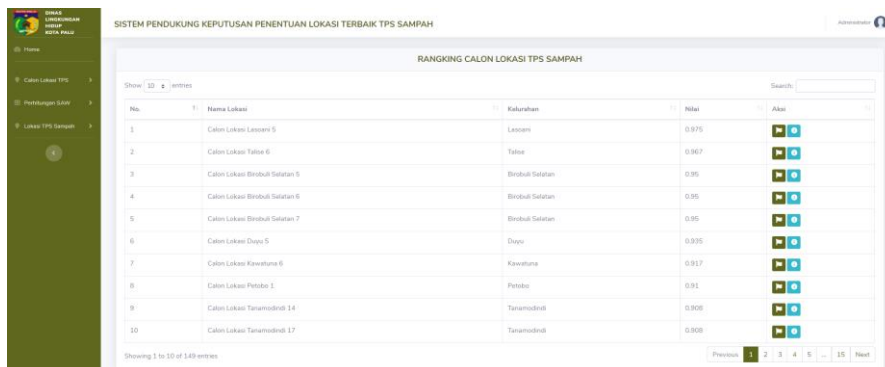 DINAS
LINGKUNGAN
HIDUP
KOTA PALU
SISTEM PENDUKUNG KEPUTUSAN PENENTUAN LOKASI TERBAIK TPS SAMPAH
Administrator
Home
Calon Lokasi TPS
Perhitungan SAW
Lokasi TPS Sampah
RANGKING CALON LOKASI TPS SAMPAH
Show 10 entries
Search:
No. Nama Lokasi Kelurahan Nilai Aksi
1 Calon Lokasi Lasoani 5 Lasoani 0.975
2 Calon Lokasi Talise 6 Talise 0.967
3 Calon Lokasi Birobuli Selatan 5 Birobuli Selatan 0.95
4 Calon Lokasi Birobuli Selatan 6 Birobuli Selatan 0.95
5 Calon Lokasi Birobuli Selatan 7 Birobuli Selatan 0.95
6 Calon Lokasi Duyu 5 Duyu 0.935
7 Calon Lokasi Kawatuna 6 Kawatuna 0.917
8 Calon Lokasi Petobo 1 Petobo 0.91
9 Calon Lokasi Tanamodindi 14 Tanamodindi 0.908
10 Calon Lokasi Tanamodindi 17 Tanamodindi 0.908
Showing 1 to 10 of 149 entries
Previous 1 2 3 4 5 ... 15 Next